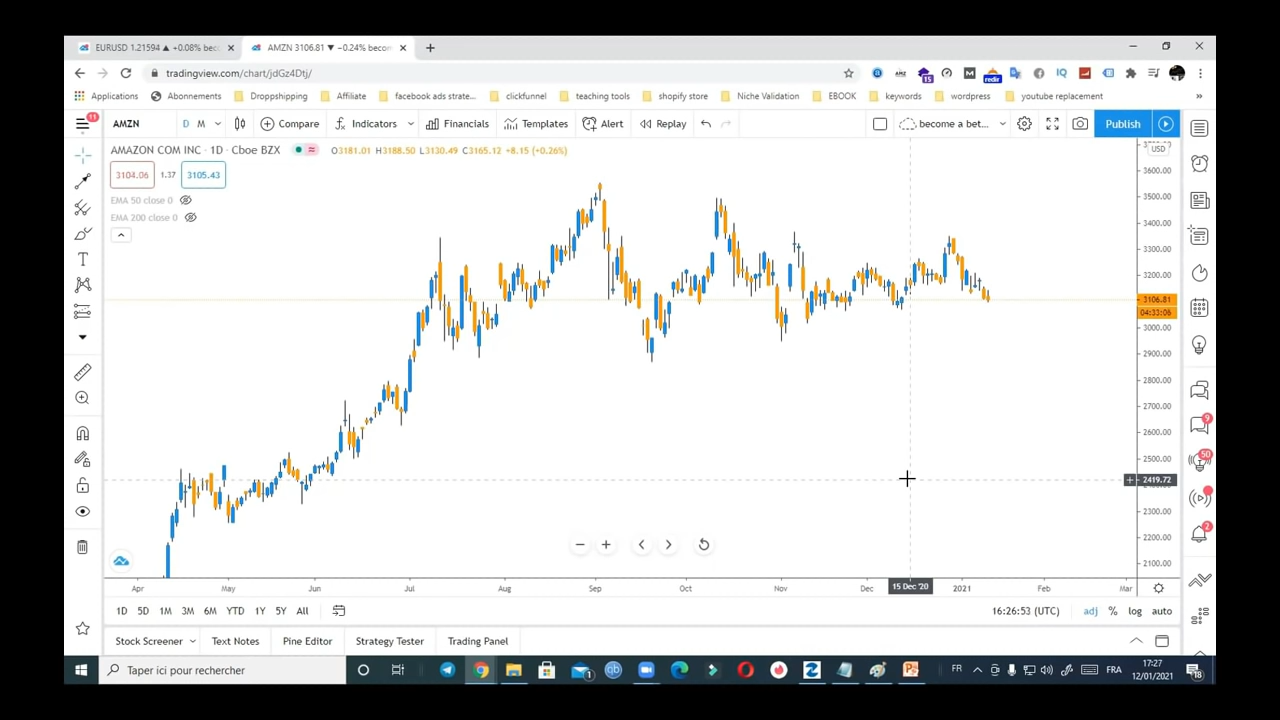 EURUSD 1.21594 ▲ +0.08% bec
AMZN 3106.81 ▼ −0.24% becon
tradingview.com/chart/jdGz4Dtj/
Applications Abonnements Droppshipping Affiliate facebook ads strate... clickfunnel teaching tools shopify store Niche Validation EBOOK keywords wordpress youtube replacement »
11 AMZN D M Compare Indicators Financials Templates Alert Replay become a bet... Publish
AMAZON COM INC · 1D · Cboe BZX O3181.01 H3188.50 L3130.49 C3165.12 +8.15 (+0.26%)
USD
3104.06 1.37 3105.43
EMA 50 close 0
EMA 200 close 0
3600.00
3500.00
3400.00
3300.00
3200.00
3106.81
04:33:06
3000.00
2900.00
2800.00
2700.00
2600.00
2500.00
2419.72
2300.00
2200.00
2100.00
9
50
2
Apr May Jun Jul Aug Sep Oct Nov Dec 15 Dec '20 2021 Feb Mar
1D 5D 1M 3M 6M YTD 1Y 5Y All 16:26:53 (UTC) adj % log auto
Stock Screener Text Notes Pine Editor Strategy Tester Trading Panel
Taper ici pour rechercher FR FRA 17:27
12/01/2021 18